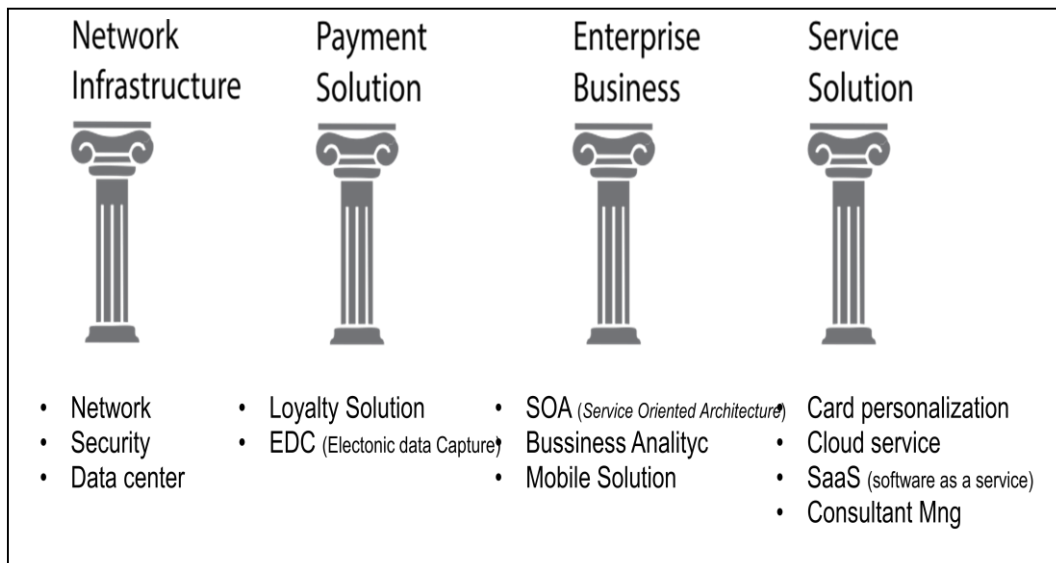 Network
Infrastructure
Payment
Solution
Enterprise
Business
Service
Solution
• Network
• Security
• Data center
• Loyalty Solution
• EDC (Electonic data Capture)
• SOA (Service Oriented Architecture)
• Bussiness Analityc
• Mobile Solution
• Card personalization
• Cloud service
• SaaS (software as a service)
• Consultant Mng